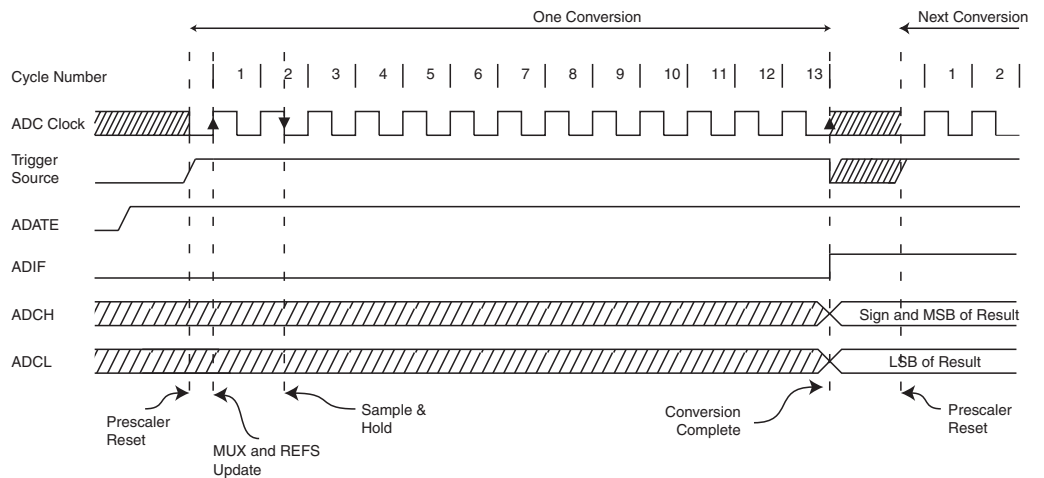 One Conversion
Next Conversion
Cycle Number
1 2 3 4 5 6 7 8 9 10 11 12 13 1 2
ADC Clock
Trigger
Source
ADATE
ADIF
ADCH
Sign and MSB of Result
ADCL
LSB of Result
Prescaler
Reset
MUX and REFS
Update
Sample &
Hold
Conversion
Complete
Prescaler
Reset